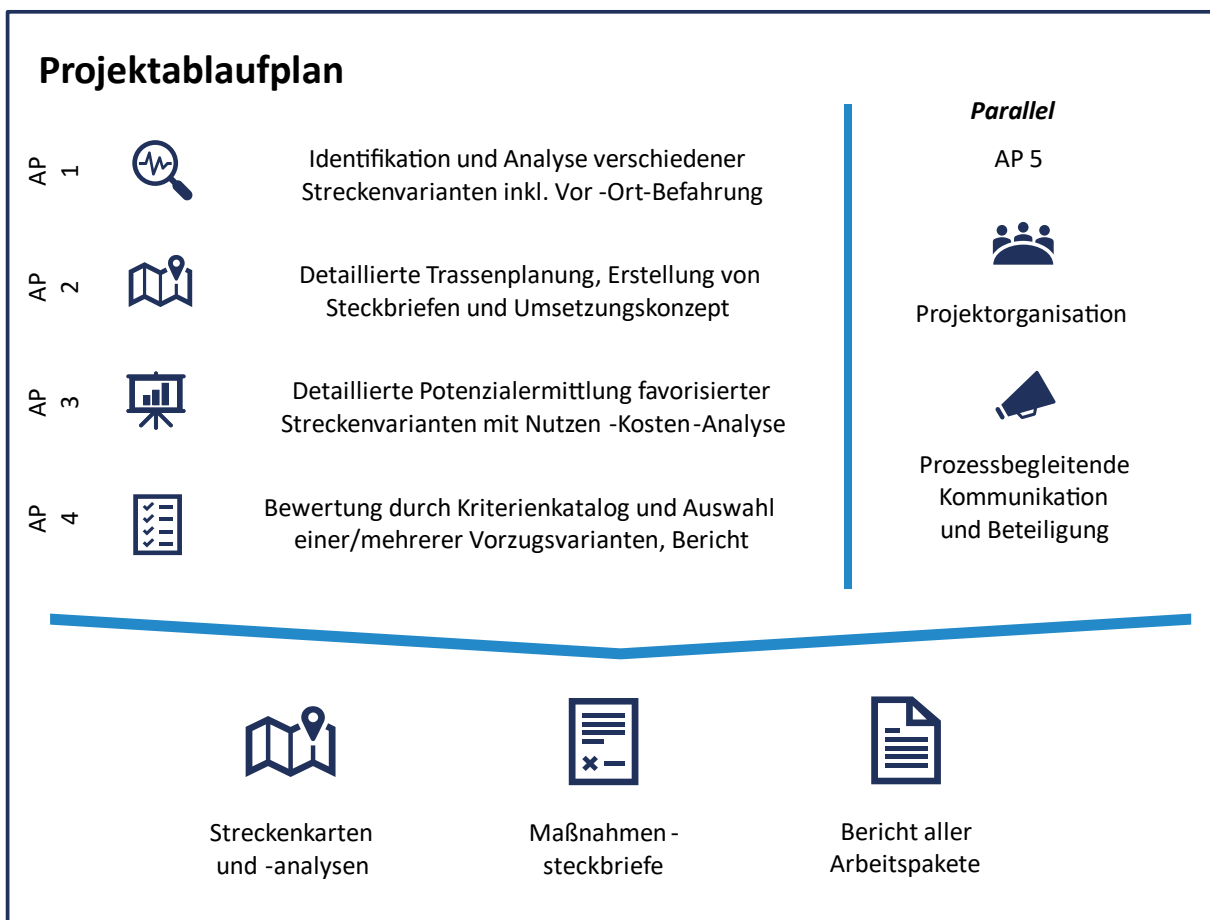 Projektablaufplan
AP 1
Identifikation und Analyse verschiedener
Streckenvarianten inkl. Vor -Ort-Befahrung
AP 2
Detaillierte Trassenplanung, Erstellung von
Steckbriefen und Umsetzungskonzept
AP 3
Detaillierte Potenzialermittlung favorisierter
Streckenvarianten mit Nutzen -Kosten-Analyse
AP 4
Bewertung durch Kriterienkatalog und Auswahl
einer/mehrerer Vorzugsvarianten, Bericht
Parallel
AP 5
Projektorganisation
Prozessbegleitende
Kommunikation
und Beteiligung
Streckenkarten
und -analysen
Maßnahmen -
steckbriefe
Bericht aller
Arbeitspakete